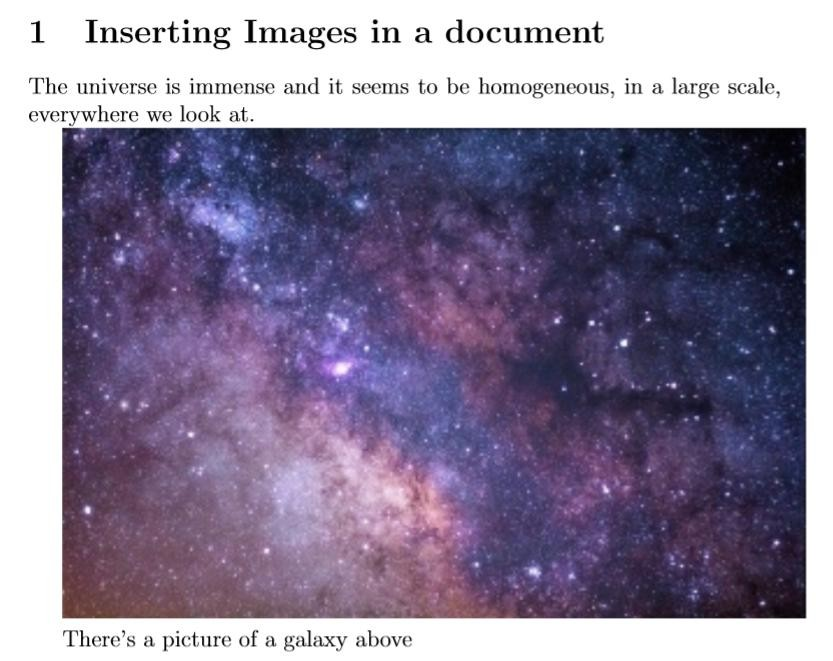 1 Inserting Images in a document
The universe is immense and it seems to be homogeneous, in a large scale,
everywhere we look at.
There's a picture of a galaxy above